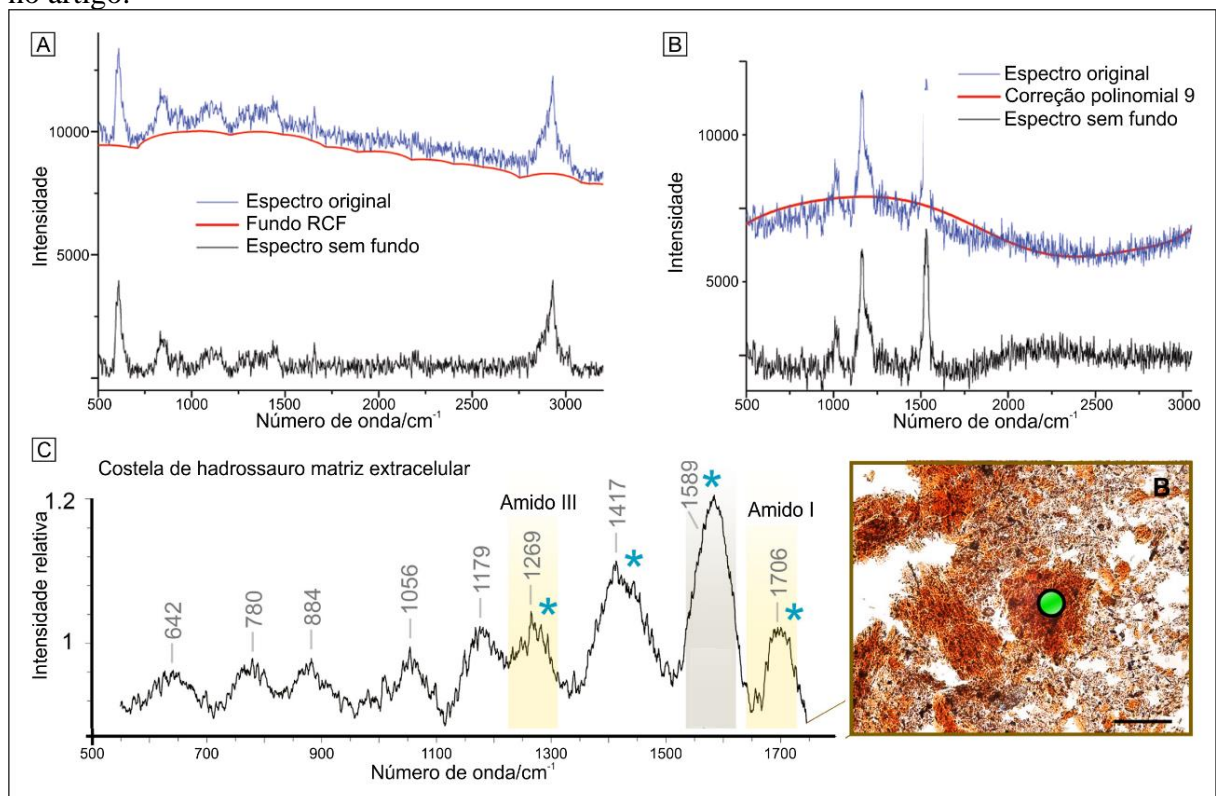 no artigo.
A
Espectro original
Fundo RCF
Espectro sem fundo
10000
5000
Intensidade
500 1000 1500 2000 2500 3000
Número de onda/cm-1
B
Espectro original
Correção polinomial 9
Espectro sem fundo
10000
5000
Intensidade
500 1000 1500 2000 2500 3000
Número de onda/cm-1
C
Costela de hadrossauro matriz extracelular
1.2
1
0.8
Intensidade relativa
642
780
884
1056
1179
Amido III
1269
*
1417
*
1589
*
Amido I
1706
*
500 700 900 1100 1300 1500 1700
Número de onda/cm-1
B